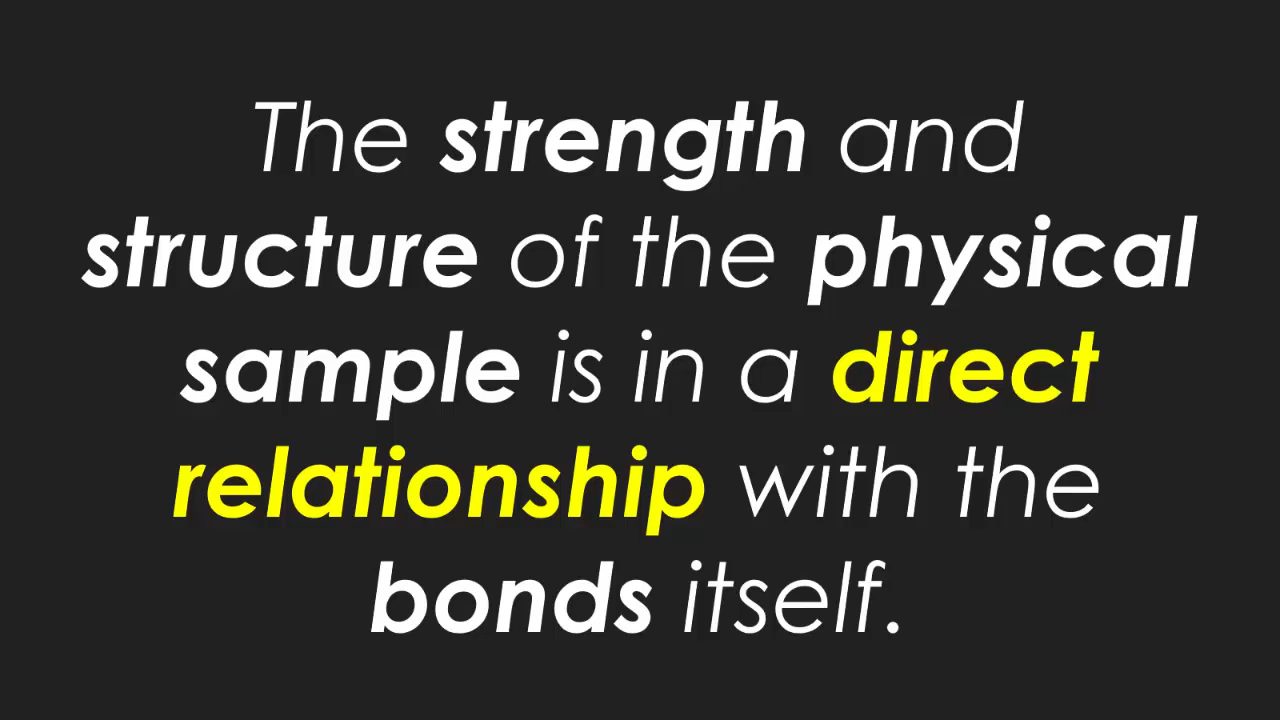 The strength and
structure of the physical
sample is in a direct
relationship with the
bonds itself.